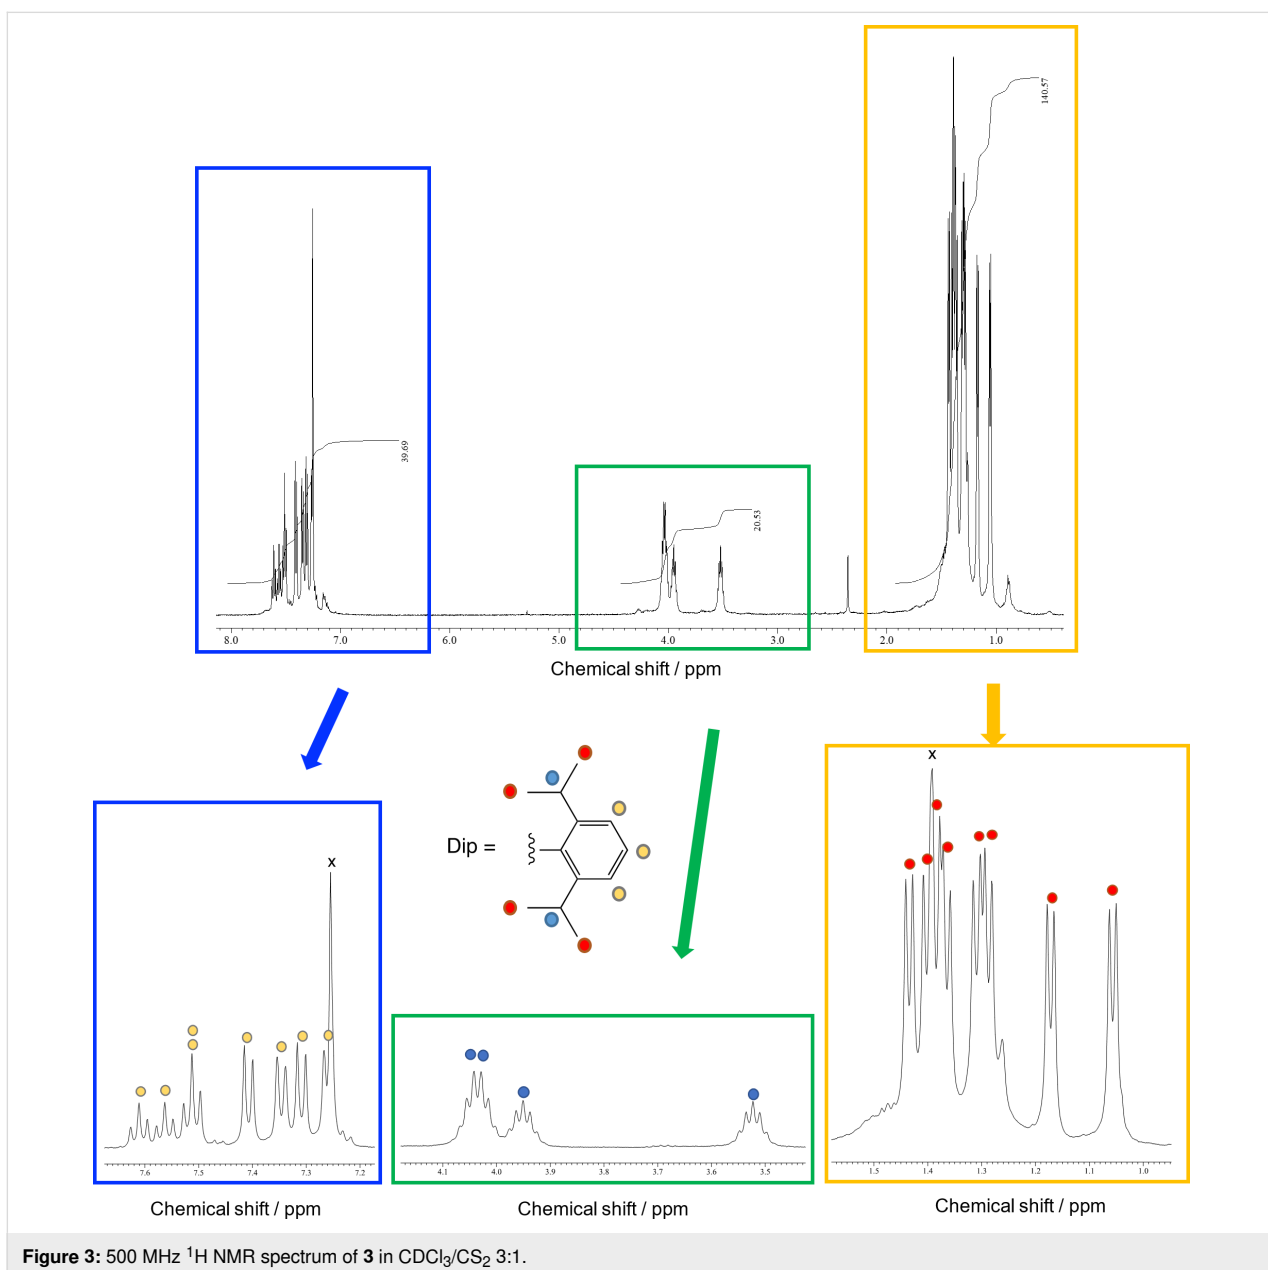 140.57
39.69
20.53
8.0 7.0 6.0 5.0 4.0 3.0 2.0 1.0
Chemical shift / ppm
x
Dip =
x
7.6 7.5 7.4 7.3 7.2
4.1 4.0 3.9 3.8 3.7 3.6 3.5
1.5 1.4 1.3 1.2 1.1 1.0
Chemical shift / ppm
Chemical shift / ppm
Chemical shift / ppm
Figure 3: 500 MHz ¹H NMR spectrum of 3 in CDCl₃/CS₂ 3:1.